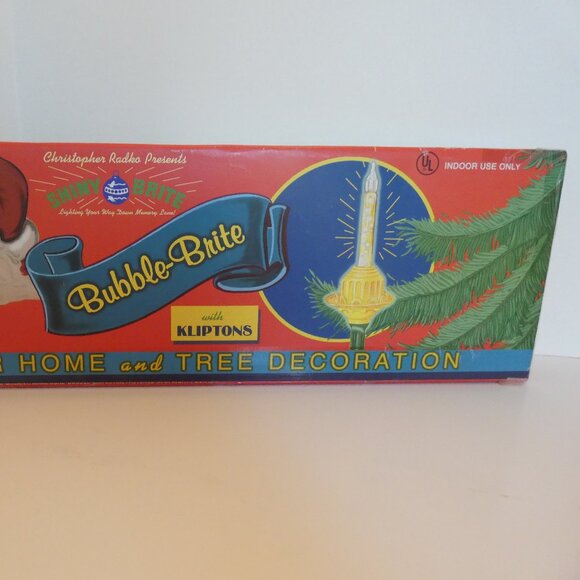 Christopher Radko Presents
SHINY BRITE
Lighting Your Way Down Memory Lane!
Bubble-Brite
with
KLIPTONS
UL
INDOOR USE ONLY
R HOME and TREE DECORATION